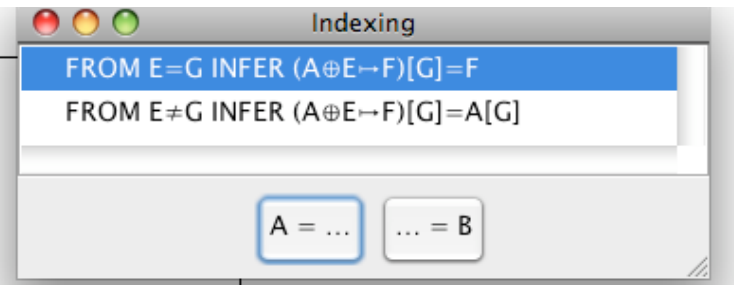 Indexing
FROM E=G INFER (A⊕E↦F)[G]=F
FROM E≠G INFER (A⊕E↦F)[G]=A[G]
A = ...
... = B